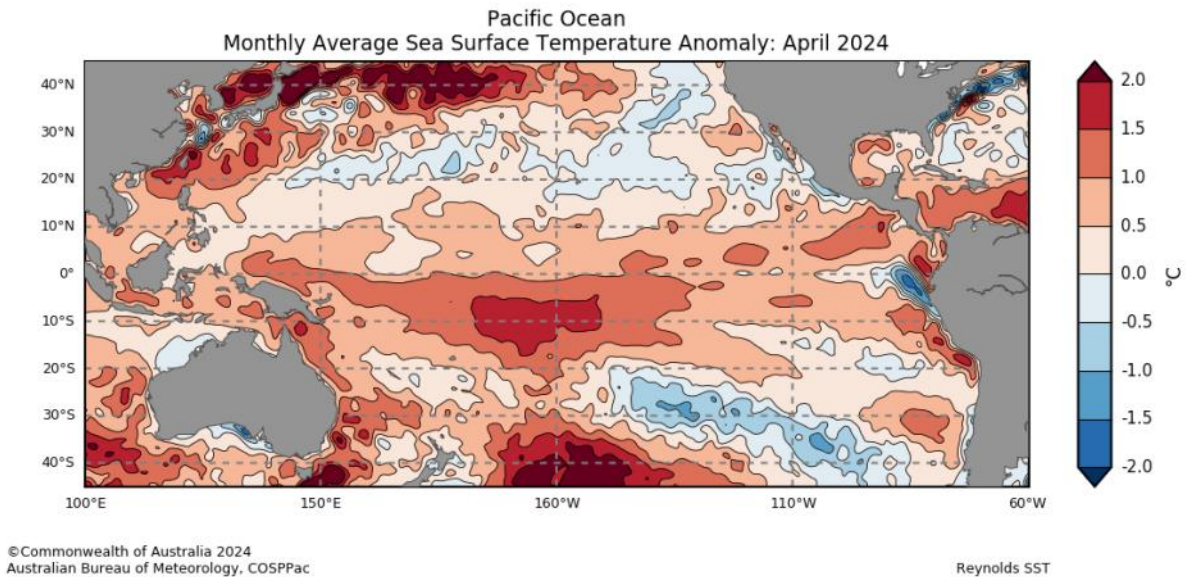 Pacific Ocean
Monthly Average Sea Surface Temperature Anomaly: April 2024
40°N
30°N
20°N
10°N
0°
10°S
20°S
30°S
40°S
100°E
150°E
160°W
110°W
60°W
2.0
1.5
1.0
0.5
0.0
-0.5
-1.0
-1.5
-2.0
°C
©Commonwealth of Australia 2024
Australian Bureau of Meteorology, COSPPac
Reynolds SST